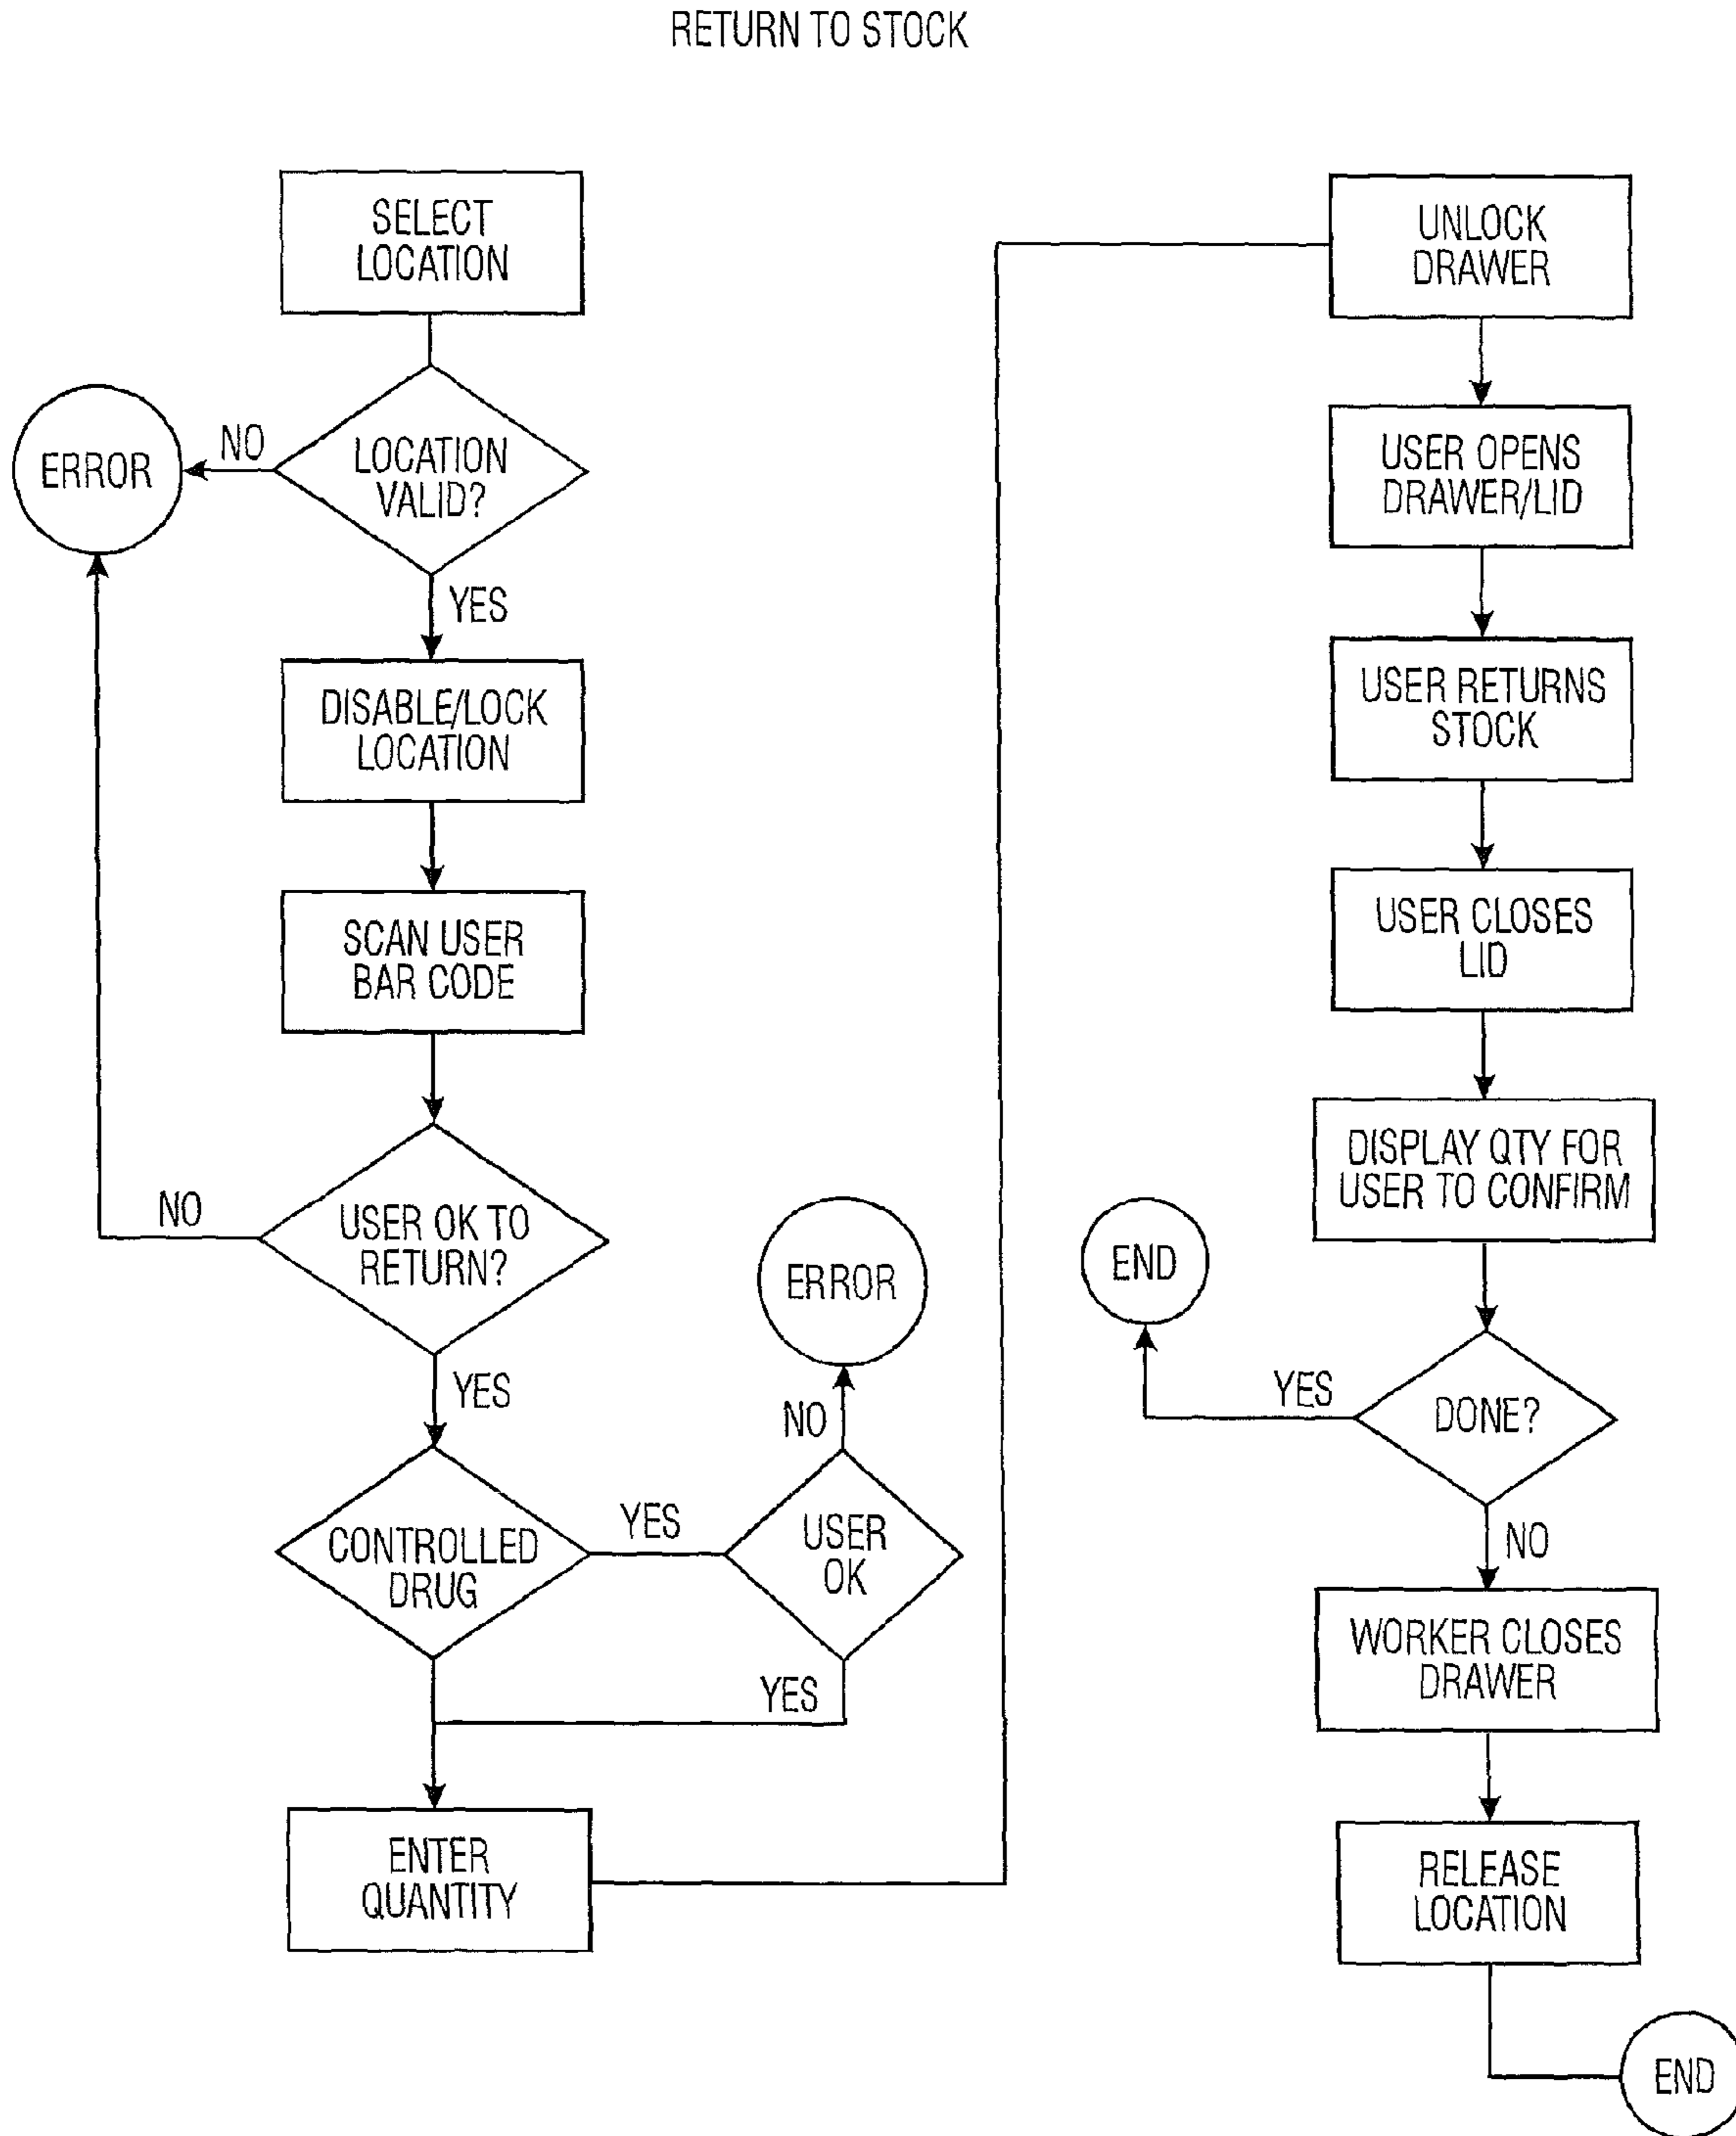 RETURN TO STOCK
SELECT
LOCATION
LOCATION
VALID?
NO
ERROR
YES
DISABLE/LOCK
LOCATION
SCAN USER
BAR CODE
USER OK TO
RETURN?
NO
YES
CONTROLLED
DRUG
YES
USER
OK
NO
ERROR
YES
ENTER
QUANTITY
UNLOCK
DRAWER
USER OPENS
DRAWER/LID
USER RETURNS
STOCK
USER CLOSES
LID
DISPLAY QTY FOR
USER TO CONFIRM
DONE?
YES
END
NO
WORKER CLOSES
DRAWER
RELEASE
LOCATION
END